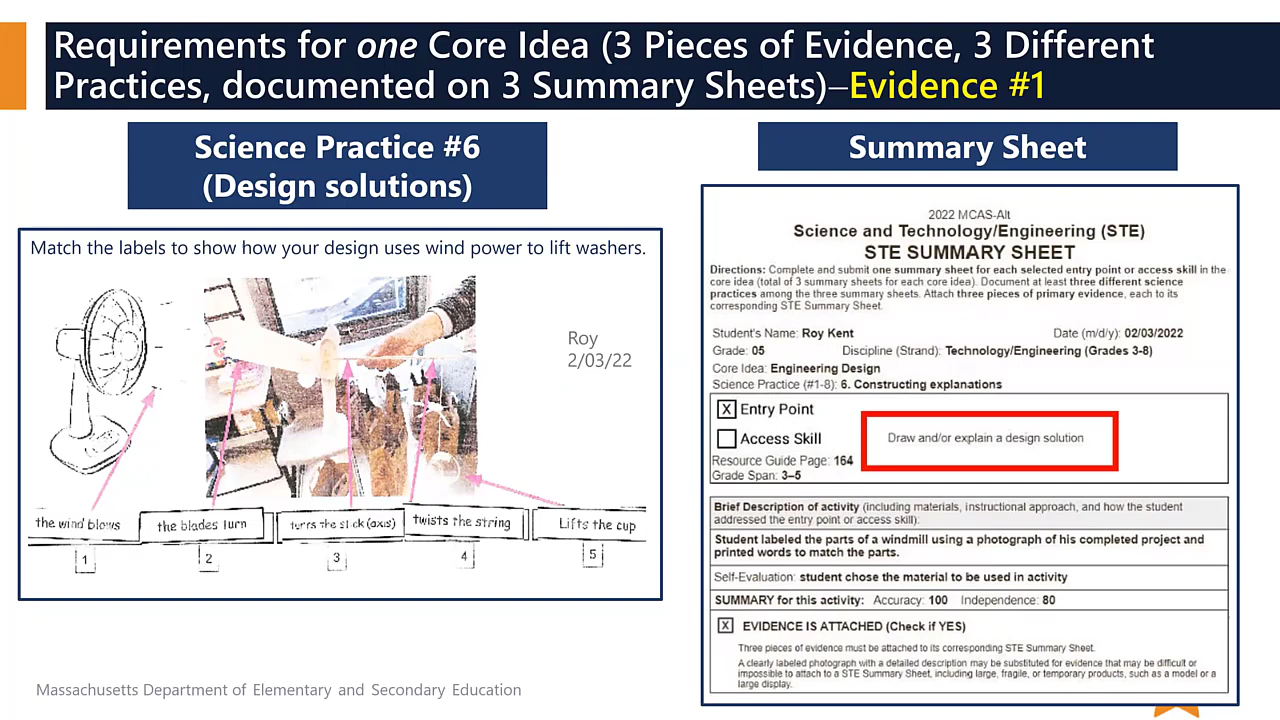 Requirements for one Core Idea (3 Pieces of Evidence, 3 Different
Practices, documented on 3 Summary Sheets)–Evidence #1
Science Practice #6
(Design solutions)
Match the labels to show how your design uses wind power to lift washers.
Roy
2/03/22
the wind blows
the blades turn
turns the stick (axis)
twists the string
Lifts the cup
1
2
3
4
5
Summary Sheet
2022 MCAS-Alt
Science and Technology/Engineering (STE)
STE SUMMARY SHEET
Directions: Complete and submit one summary sheet for each selected entry point or access skill in the
core idea (total of 3 summary sheets for each core idea). Document at least three different science
practices among the three summary sheets. Attach three pieces of primary evidence, each to its
corresponding STE Summary Sheet.
Student's Name: Roy Kent Date (m/d/y): 02/03/2022
Grade: 05 Discipline (Strand): Technology/Engineering (Grades 3-8)
Core Idea: Engineering Design
Science Practice (#1-8): 6. Constructing explanations
X Entry Point
Access Skill
Draw and/or explain a design solution
Resource Guide Page: 164
Grade Span: 3–5
Brief Description of activity (including materials, instructional approach, and how the student
addressed the entry point or access skill):
Student labeled the parts of a windmill using a photograph of his completed project and
printed words to match the parts.
Self-Evaluation: student chose the material to be used in activity
SUMMARY for this activity: Accuracy: 100 Independence: 80
X EVIDENCE IS ATTACHED (Check if YES)
Three pieces of evidence must be attached to its corresponding STE Summary Sheet.
A clearly labeled photograph with a detailed description may be substituted for evidence that may be difficult or
impossible to attach to a STE Summary Sheet, including large, fragile, or temporary products, such as a model or a
large display.
Massachusetts Department of Elementary and Secondary Education